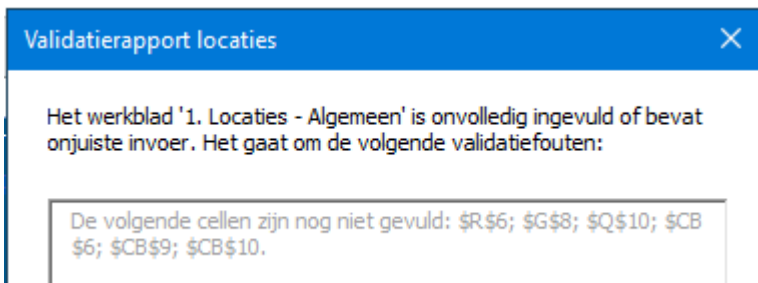 Validatierapport locaties
Het werkblad '1. Locaties - Algemeen' is onvolledig ingevuld of bevat
onjuiste invoer. Het gaat om de volgende validatiefouten:
De volgende cellen zijn nog niet gevuld: $R$6; $G$8; $Q$10; $CB
$6; $CB$9; $CB$10.